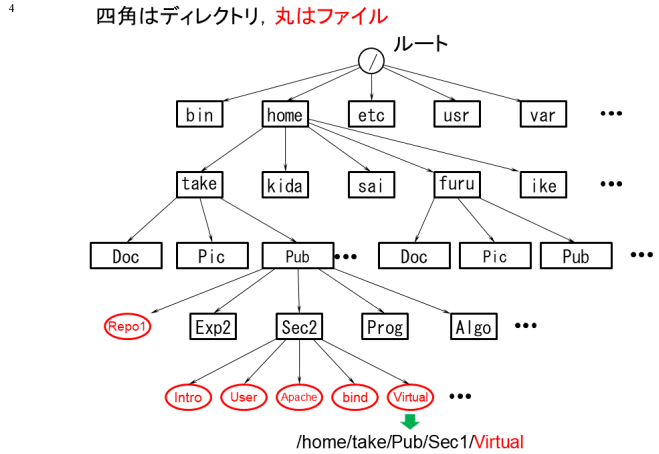 4
四角はディレクトリ，丸はファイル
ルート
/
bin home etc usr var •••
take kida sai furu ike •••
Doc Pic Pub ••• Doc Pic Pub •••
Repo1 Exp2 Sec2 Prog Algo •••
Intro User Apache bind Virtual •••
/home/take/Pub/Sec1/Virtual